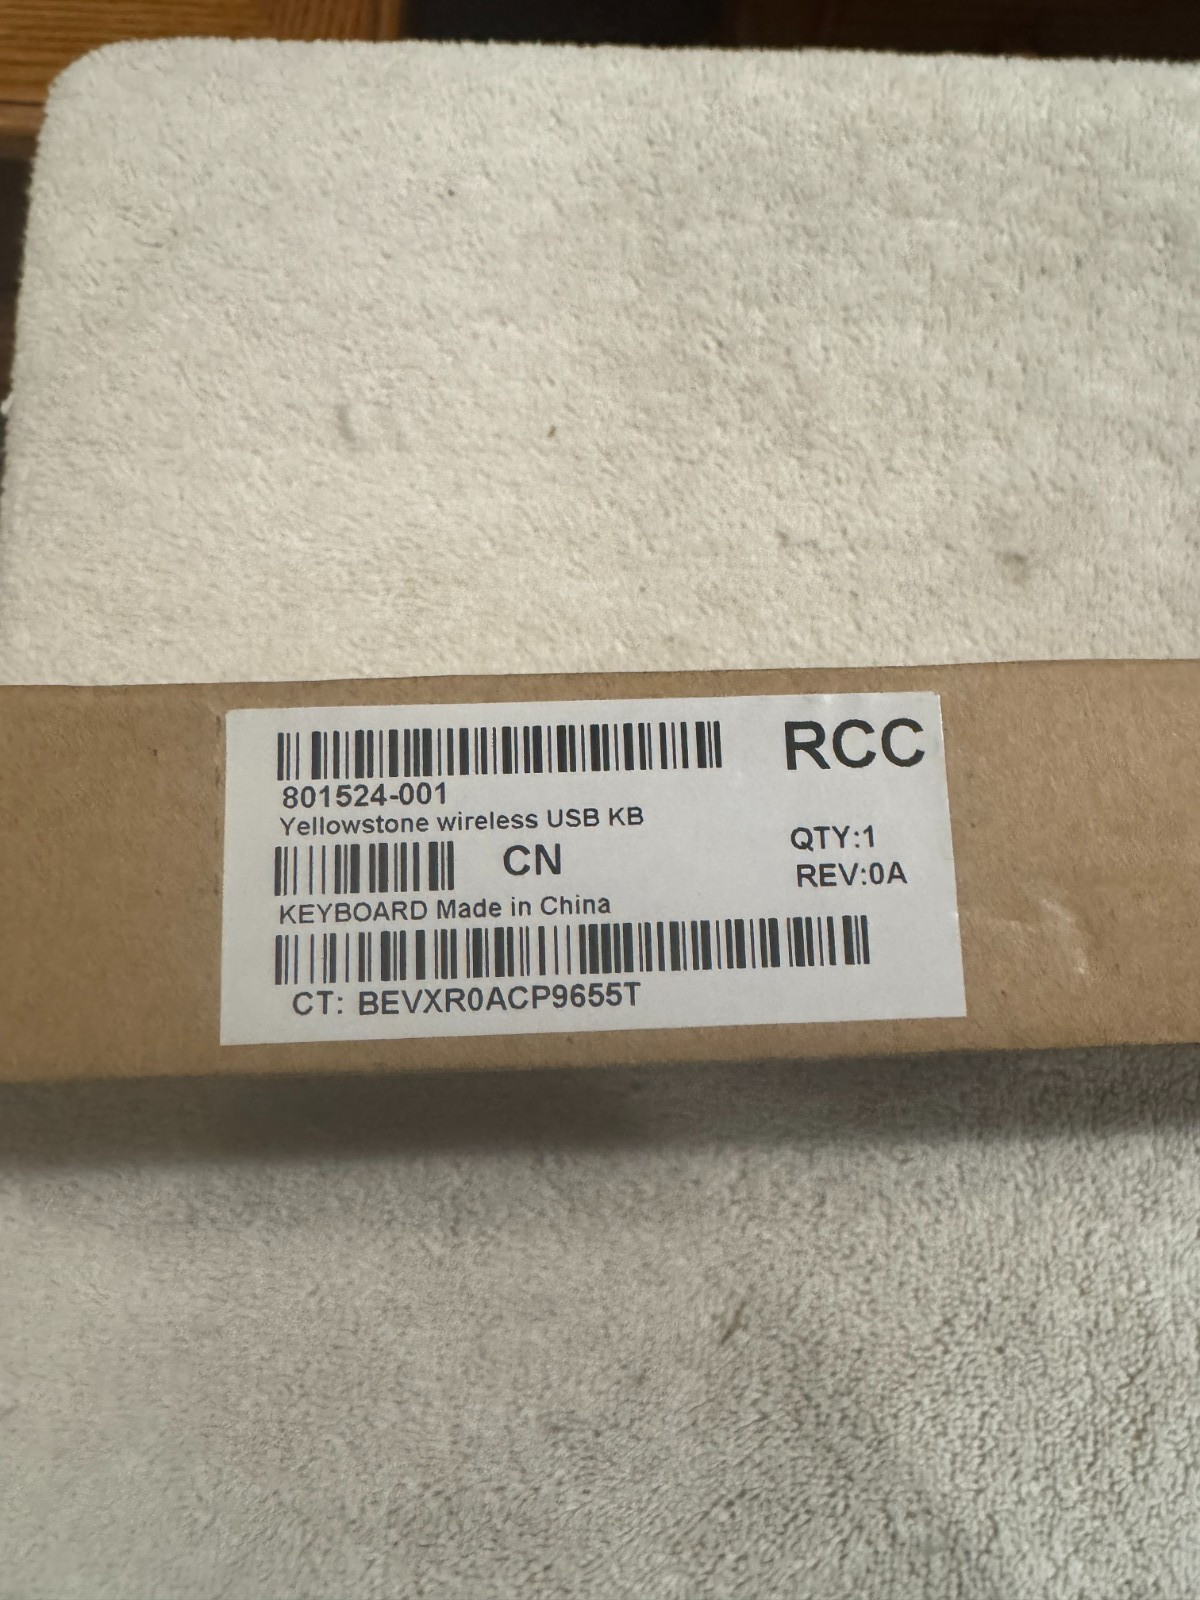 RCC
801524-001
Yellowstone wireless USB KB
CN
QTY:1
REV:0A
KEYBOARD Made in China
CT: BEVXR0ACP9655T